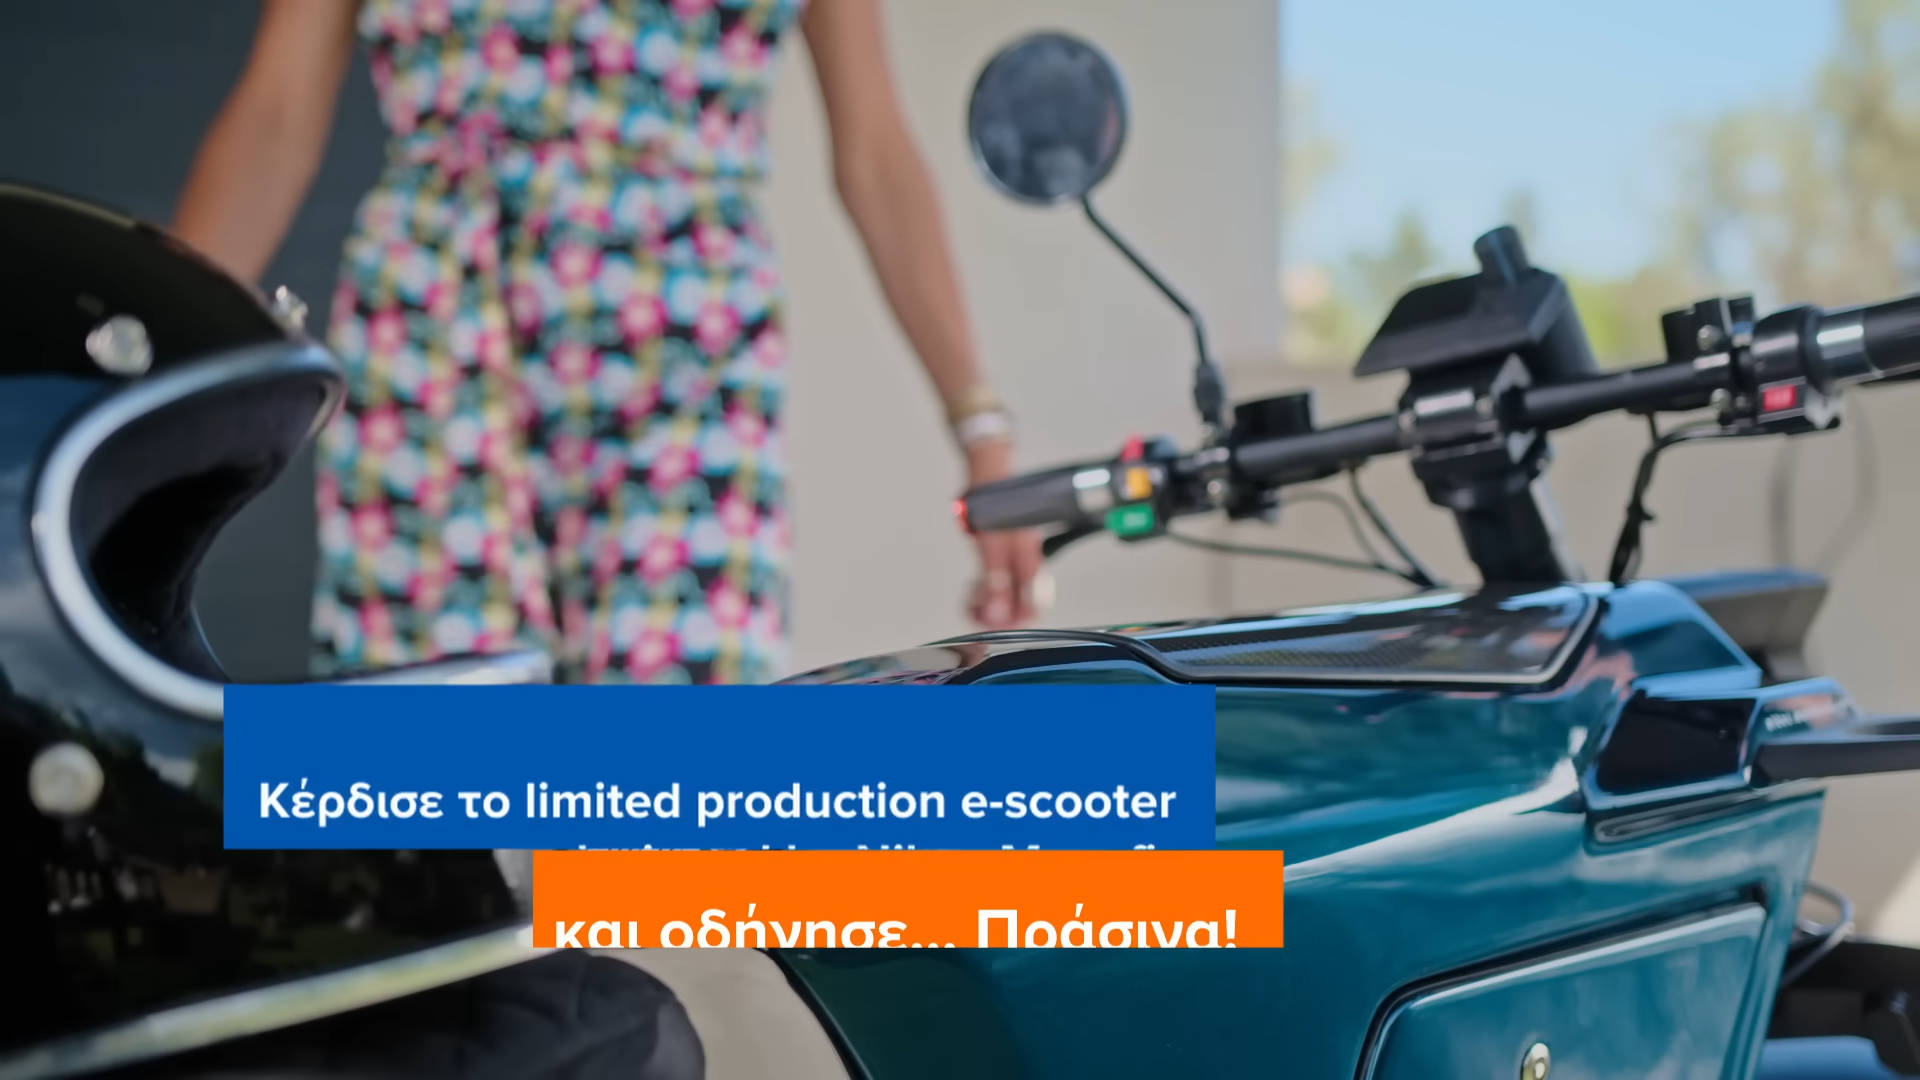 Κέρδισε το limited production e-scooter
και οδήγησε... Πράσινα!